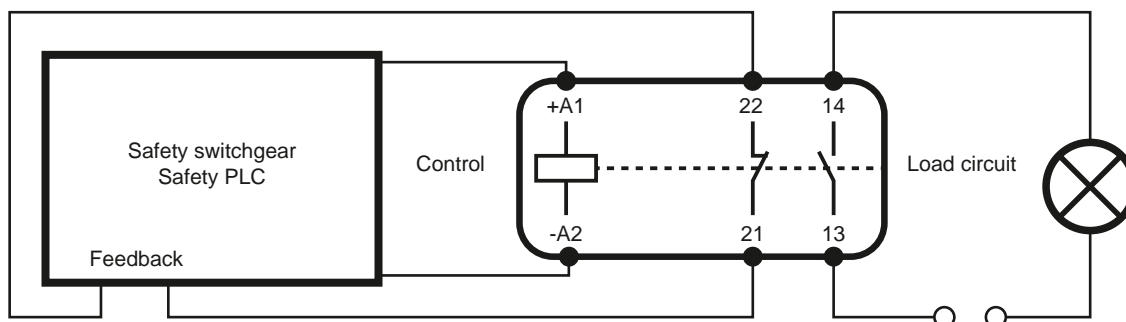 +A1
22
14
Safety switchgear
Safety PLC
Control
Load circuit
-A2
21
13
Feedback